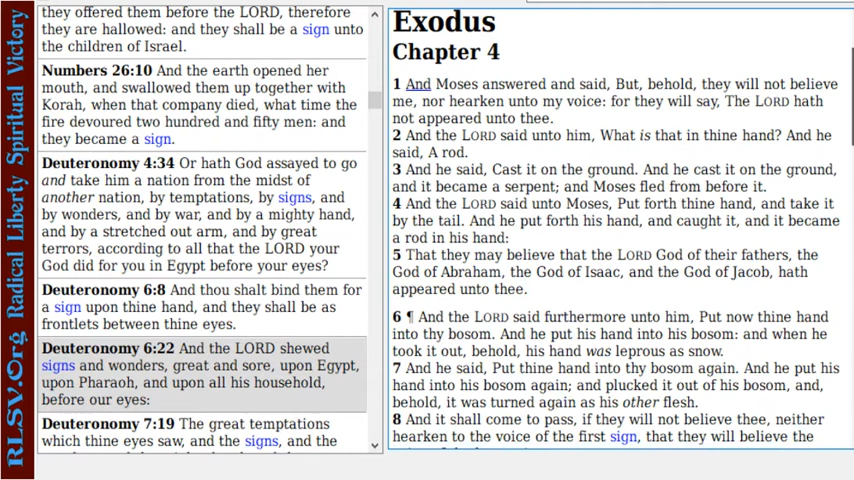 RLSV.Org Radical Liberty Spiritual Victory
they offered them before the LORD, therefore
they are hallowed: and they shall be a sign unto
the children of Israel.
Numbers 26:10 And the earth opened her
mouth, and swallowed them up together with
Korah, when that company died, what time the
fire devoured two hundred and fifty men: and
they became a sign.
Deuteronomy 4:34 Or hath God assayed to go
and take him a nation from the midst of
another nation, by temptations, by signs, and
by wonders, and by war, and by a mighty hand,
and by a stretched out arm, and by great
terrors, according to all that the LORD your
God did for you in Egypt before your eyes?
Deuteronomy 6:8 And thou shalt bind them for
a sign upon thine hand, and they shall be as
frontlets between thine eyes.
Deuteronomy 6:22 And the LORD shewed
signs and wonders, great and sore, upon Egypt,
upon Pharaoh, and upon all his household,
before our eyes:
Deuteronomy 7:19 The great temptations
which thine eyes saw, and the signs, and the
Exodus
Chapter 4
1 And Moses answered and said, But, behold, they will not believe
me, nor hearken unto my voice: for they will say, The LORD hath
not appeared unto thee.
2 And the LORD said unto him, What is that in thine hand? And he
said, A rod.
3 And he said, Cast it on the ground. And he cast it on the ground,
and it became a serpent; and Moses fled from before it.
4 And the LORD said unto Moses, Put forth thine hand, and take it
by the tail. And he put forth his hand, and caught it, and it became
a rod in his hand:
5 That they may believe that the LORD God of their fathers, the
God of Abraham, the God of Isaac, and the God of Jacob, hath
appeared unto thee.
6 ¶ And the LORD said furthermore unto him, Put now thine hand
into thy bosom. And he put his hand into his bosom: and when he
took it out, behold, his hand was leprous as snow.
7 And he said, Put thine hand into thy bosom again. And he put his
hand into his bosom again; and plucked it out of his bosom, and,
behold, it was turned again as his other flesh.
8 And it shall come to pass, if they will not believe thee, neither
hearken to the voice of the first sign, that they will believe the